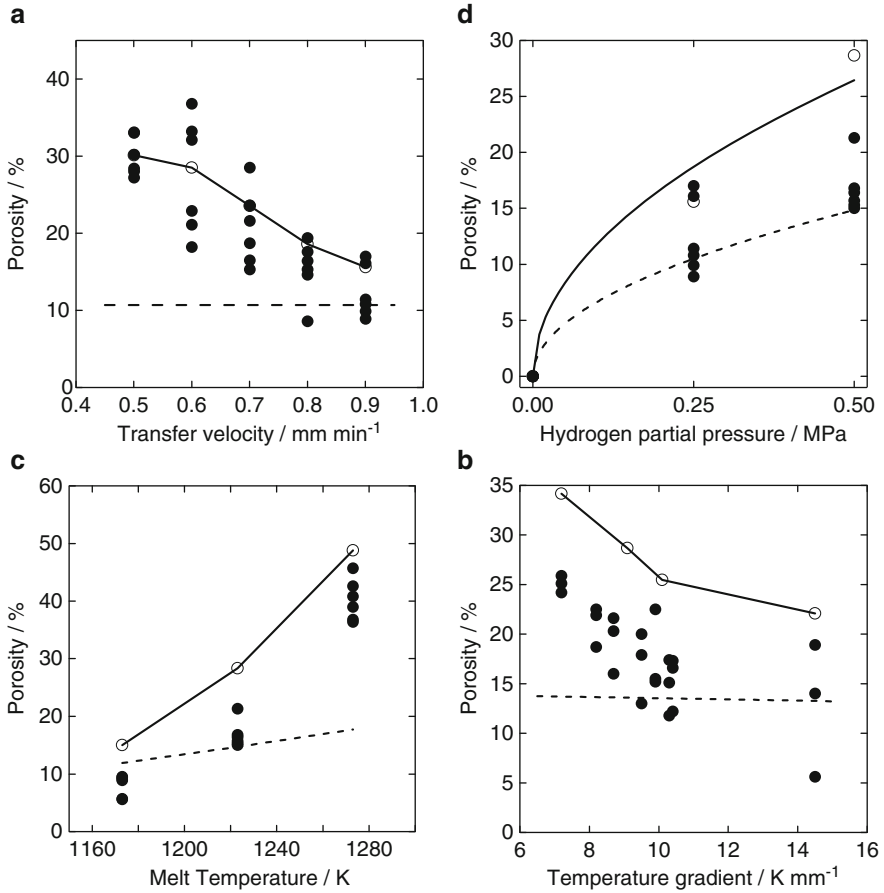 a
Porosity / %
40
30
20
10
0
0.4 0.5 0.6 0.7 0.8 0.9 1.0
Transfer velocity / mm min⁻¹
d
Porosity / %
30
25
20
15
10
5
0
0.00 0.25 0.50
Hydrogen partial pressure / MPa
c
Porosity / %
60
50
40
30
20
10
0
1160 1200 1240 1280
Melt Temperature / K
b
Porosity / %
35
30
25
20
15
10
5
0
6 8 10 12 14 16
Temperature gradient / K mm⁻¹